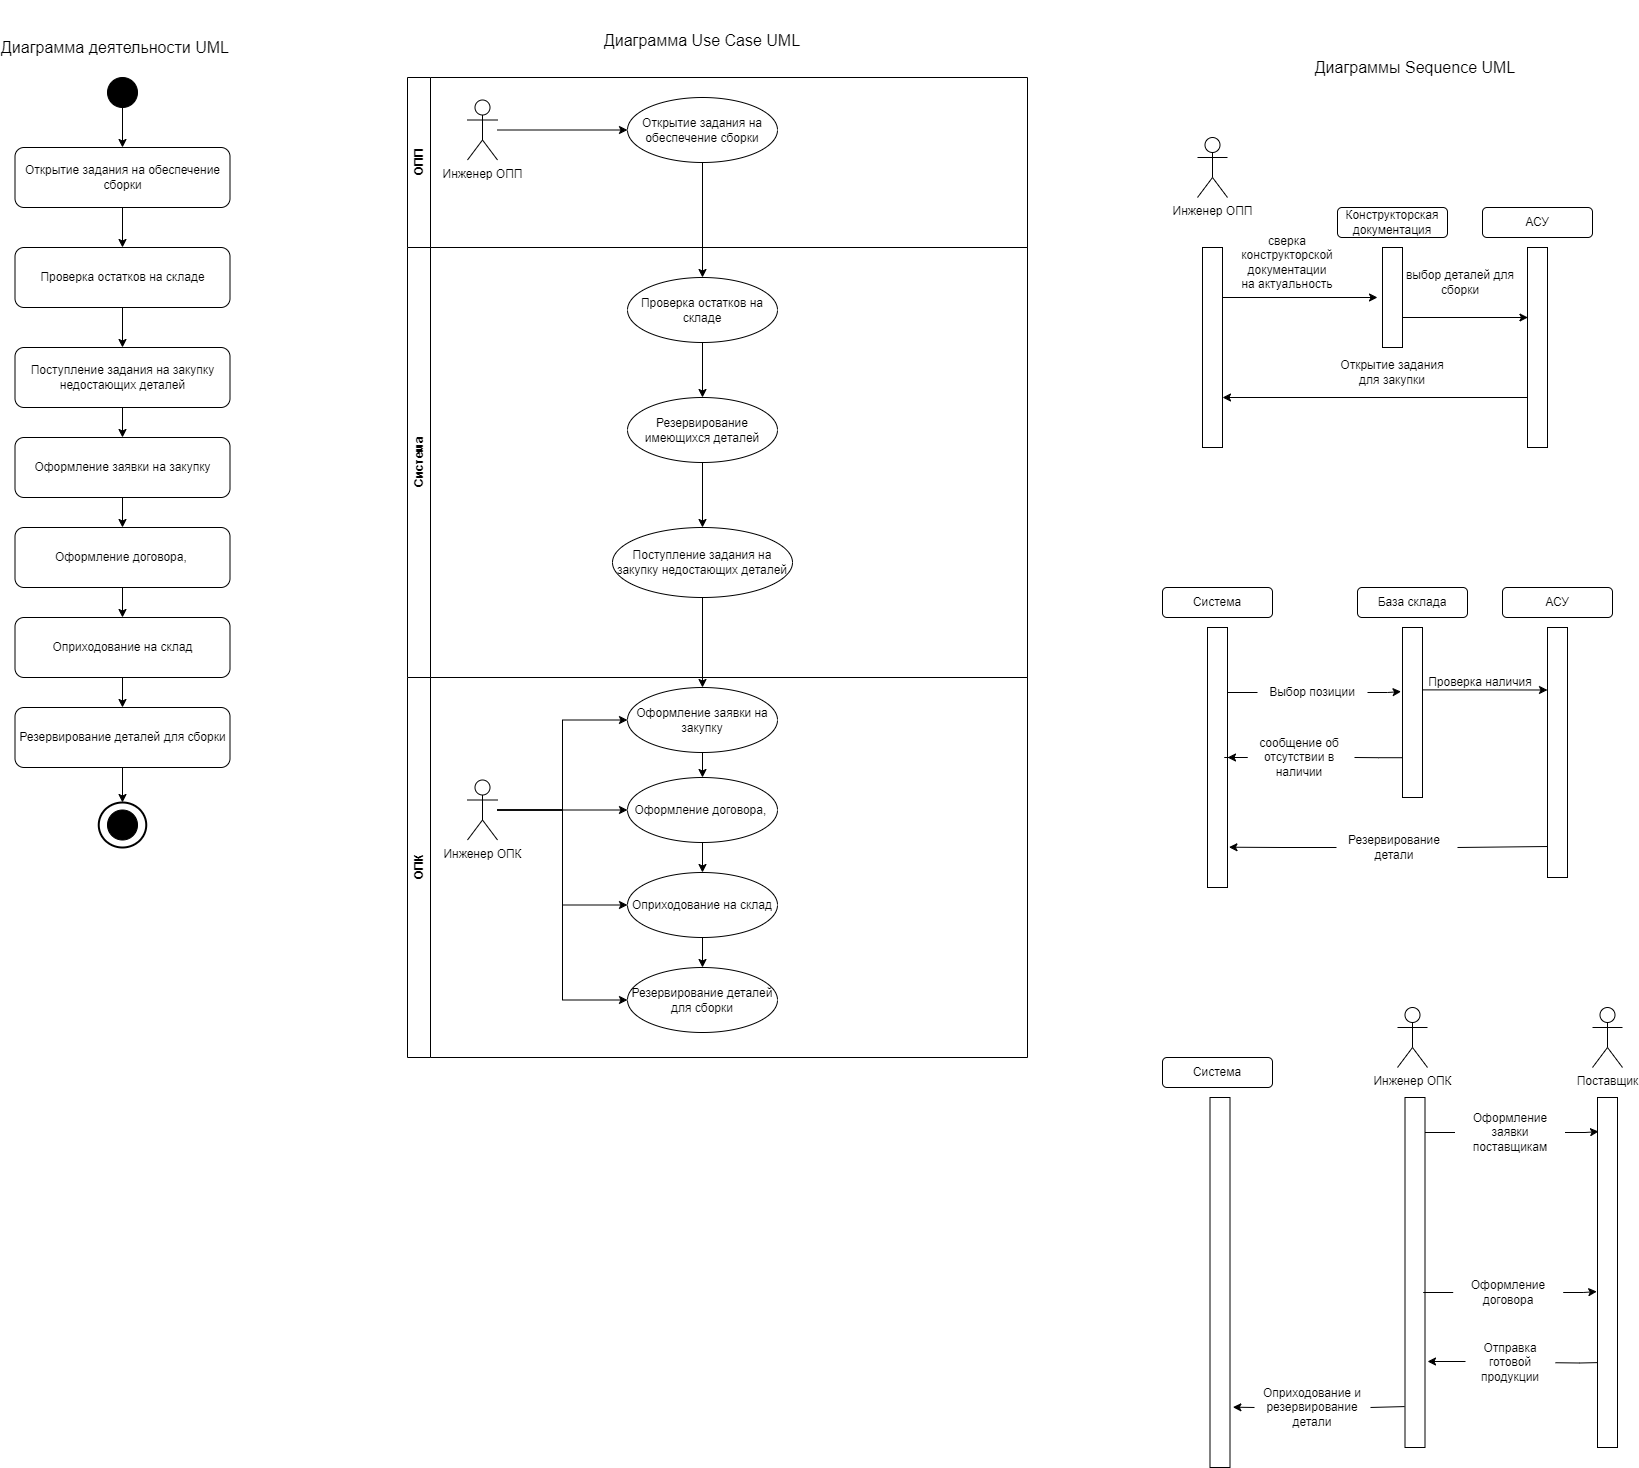 Диаграмма деятельности UML
Открытие задания на обеспечение
сборки
Проверка остатков на складе
Поступление задания на закупку
недостающих деталей
Оформление заявки на закупку
Оформление договора,
Оприходование на склад
Резервирование деталей для сборки
Диаграмма Use Case UML
ОПП
Инженер ОПП
Открытие задания на
обеспечение сборки
Система
Проверка остатков на
складе
Резервирование
имеющихся деталей
Поступление задания на
закупку недостающих деталей
ОПК
Инженер ОПК
Оформление заявки на
закупку
Оформление договора,
Оприходование на склад
Резервирование деталей
для сборки
Диаграммы Sequence UML
Инженер ОПП
Конструкторская
документация
АСУ
сверка
конструкторской
документации
на актуальность
выбор деталей для
сборки
Открытие задания
для закупки
Система
База склада
АСУ
Выбор позиции
Проверка наличия
сообщение об
отсутствии в
наличии
Резервирование
детали
Система
Инженер ОПК
Поставщик
Оформление
заявки
поставщикам
Оформление
договора
Отправка
готовой
продукции
Оприходование и
резервирование
детали